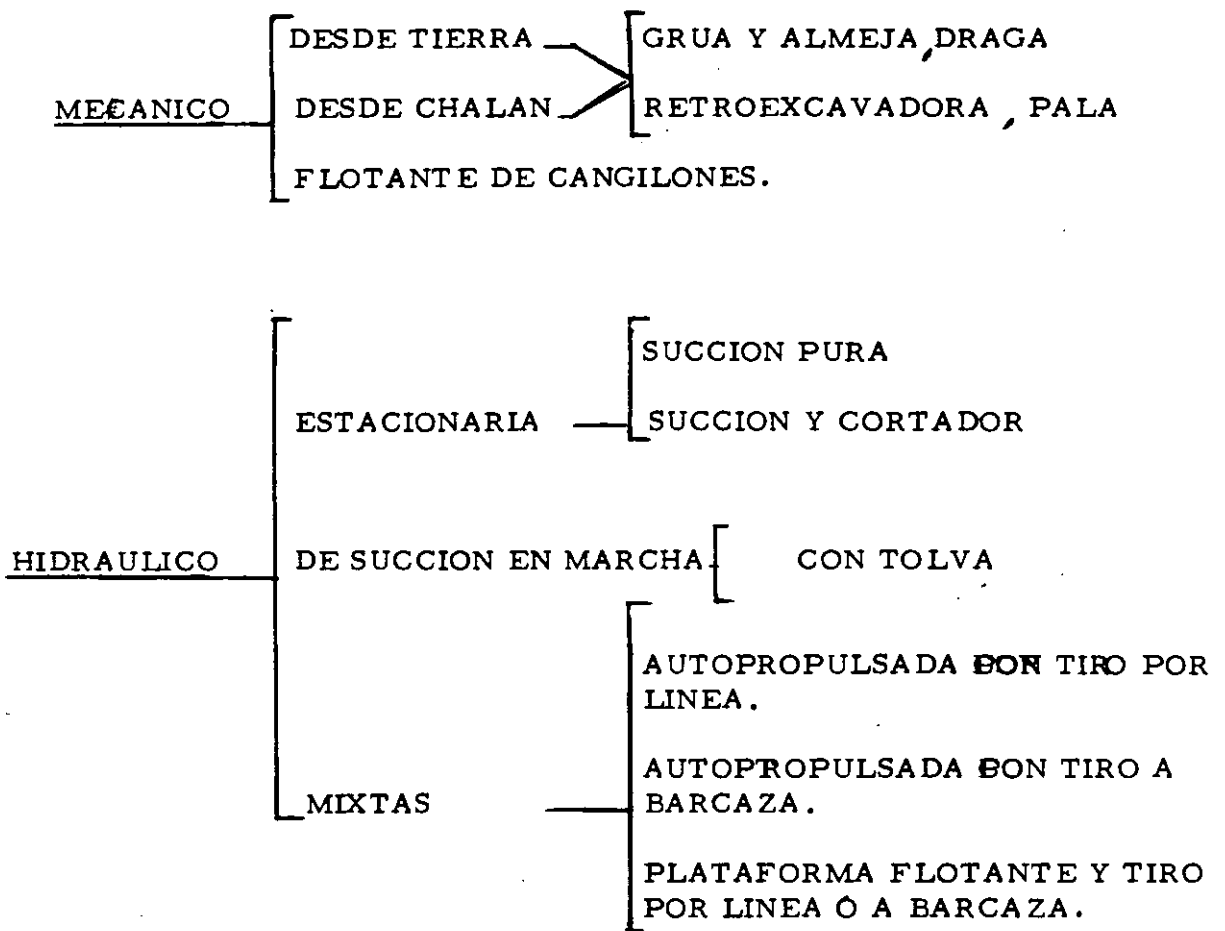 DESDE TIERRA
GRUA Y ALMEJA, DRAGA
MECANICO
DESDE CHALAN
RETROEXCAVADORA, PALA
FLOTANTE DE CANGILONES.
SUCCION PURA
ESTACIONARIA
SUCCION Y CORTADOR
HIDRAULICO
DE SUCCION EN MARCHA
CON TOLVA
AUTOPROPULSADA CON TIRO POR
LINEA.
AUTOPROPULSADA CON TIRO A
BARCAZA.
MIXTAS
PLATAFORMA FLOTANTE Y TIRO
POR LINEA O A BARCAZA.